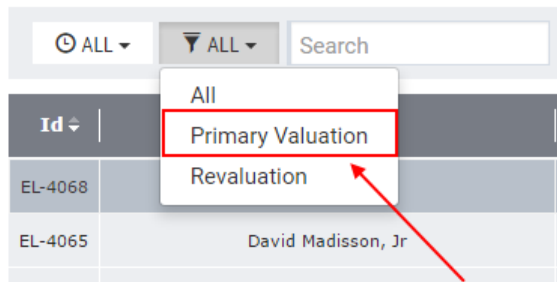 ALL ALL Search
All
Primary Valuation
Revaluation
Id
EL-4068
EL-4065 David Madisson, Jr